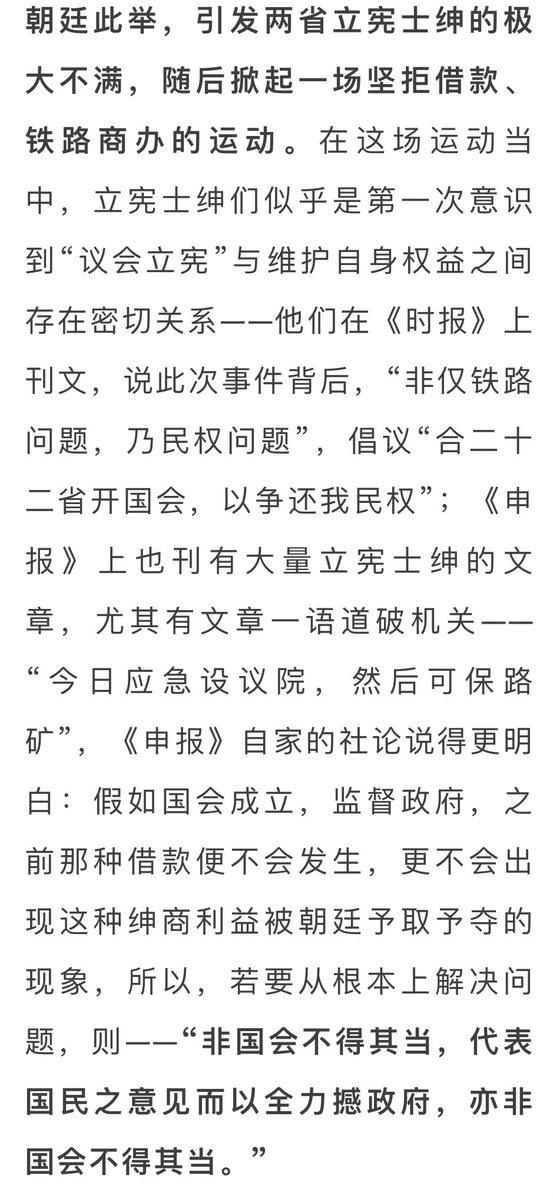 朝廷此举，引发两省立宪士绅的极
大不满，随后掀起一场坚拒借款、
铁路商办的运动。在这场运动当
中，立宪士绅们似乎是第一次意识
到“议会立宪”与维护自身权益之间
存在密切关系——他们在《时报》上
刊文，说此次事件背后，“非仅铁路
问题，乃民权问题”，倡议“合二十
二省开国会，以争还我民权”；《申
报》上也刊有大量立宪士绅的文
章，尤其有文章一语道破机关——
“今日应急设议院，然后可保路
矿”，《申报》自家的社论说得更明
白：假如国会成立，监督政府，之
前那种借款便不会发生，更不会出
现这种绅商利益被朝廷予取予夺的
现象，所以，若要从根本上解决问
题，则——“非国会不得其当，代表
国民之意见而以全力撼政府，亦非
国会不得其当。”